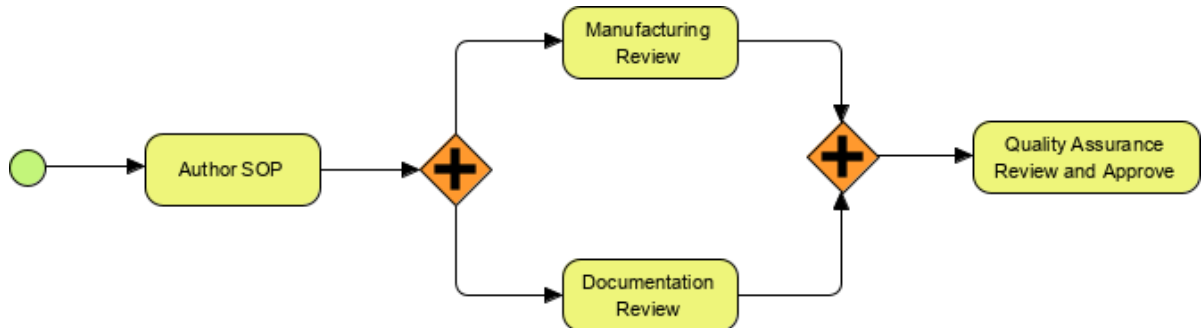 Manufacturing
Review
Author SOP
Quality Assurance
Review and Approve
Documentation
Review